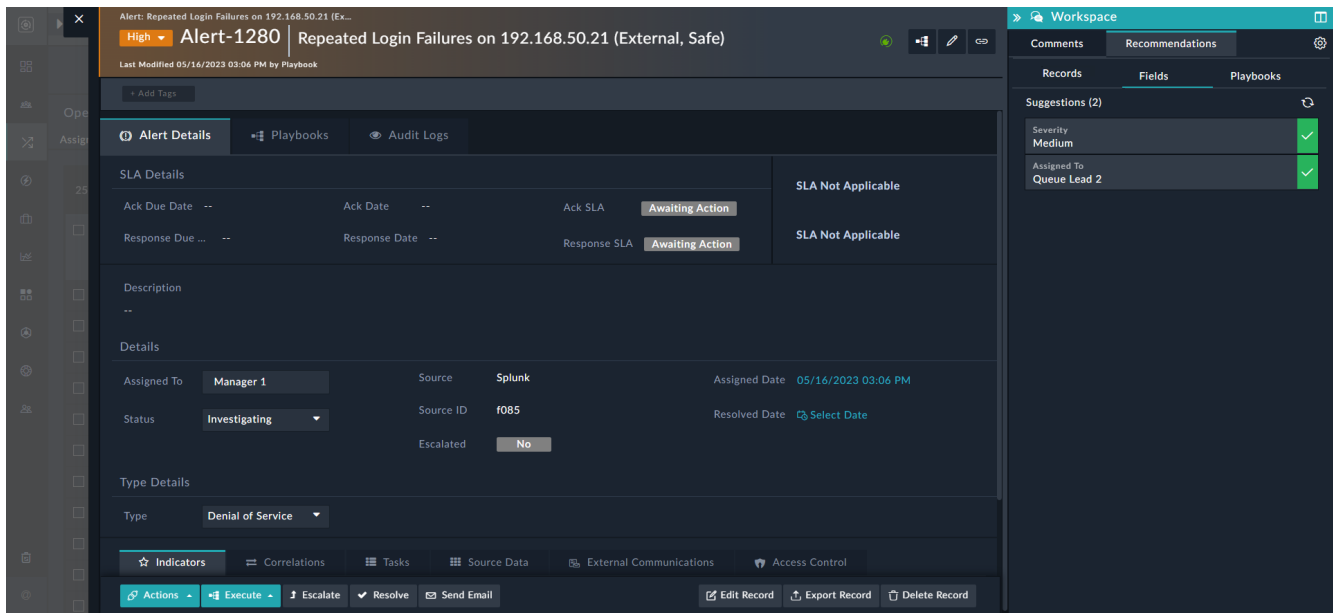 Alert: Repeated Login Failures on 192.168.50.21 (Ex...
High Alert-1280 Repeated Login Failures on 192.168.50.21 (External, Safe)
Last Modified 05/16/2023 03:06 PM by Playbook
+ Add Tags
Ope
Assig
25
Alert Details Playbooks Audit Logs
SLA Details
Ack Due Date -- Ack Date -- Ack SLA Awaiting Action
Response Due ... -- Response Date -- Response SLA Awaiting Action
SLA Not Applicable
SLA Not Applicable
Description
--
Details
Assigned To Manager 1 Source Splunk Assigned Date 05/16/2023 03:06 PM
Status Investigating Source ID f085 Resolved Date Select Date
Escalated No
Type Details
Type Denial of Service
Indicators Correlations Tasks Source Data External Communications Access Control
Actions Execute Escalate Resolve Send Email Edit Record Export Record Delete Record
Workspace
Comments Recommendations
Records Fields Playbooks
Suggestions (2)
Severity
Medium
Assigned To
Queue Lead 2